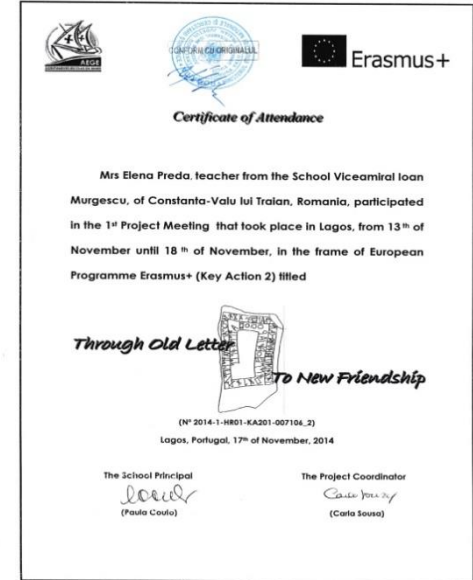 AEGE
CONFORM CU ORIGINALUL
Erasmus+
Certificate of Attendance
Mrs Elena Preda, teacher from the School Viceamiral Ioan
Murgescu, of Constanta-Valu lui Traian, Romania, participated
in the 1st Project Meeting that took place in Lagos, from 13th of
November until 18 th of November, in the frame of European
Programme Erasmus+ (Key Action 2) titled
Through Old Letter
To New Friendship
(Nº 2014-1-HR01-KA201-007106_2)
Lagos, Portugal, 17th of November, 2014
The School Principal
The Project Coordinator
(Paula Couto)
(Carla Sousa)